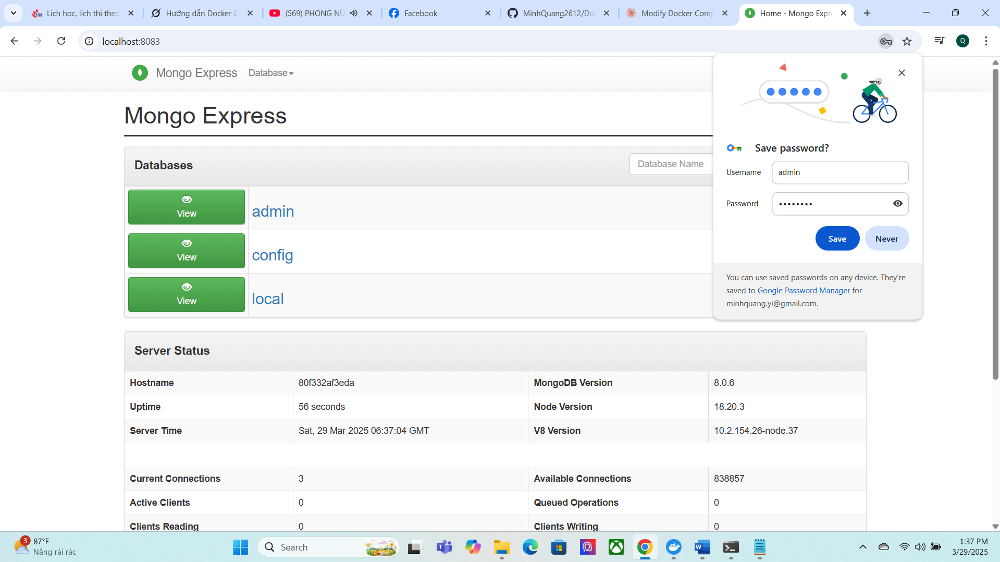 Lịch học, lịch thi theo
Hướng dẫn Docker C
(569) PHONG NỮ
Facebook
MinhQuang2612/Do
Modify Docker Comp
Home - Mongo Expre
localhost:8083
Q
Mongo Express
Database
Mongo Express
Databases
Database Name
View
admin
View
config
View
local
Save password?
Username
admin
Password
••••••••
Save
Never
You can use saved passwords on any device. They're
saved to Google Password Manager for
minhquang.yi@gmail.com.
Server Status
Hostname 80f332af3eda MongoDB Version 8.0.6
Uptime 56 seconds Node Version 18.20.3
Server Time Sat, 29 Mar 2025 06:37:04 GMT V8 Version 10.2.154.26-node.37
Current Connections 3 Available Connections 838857
Active Clients 0 Queued Operations 0
Clients Reading 0 Clients Writing 0
3
87°F
Nắng rải rác
Search
1:37 PM
3/29/2025